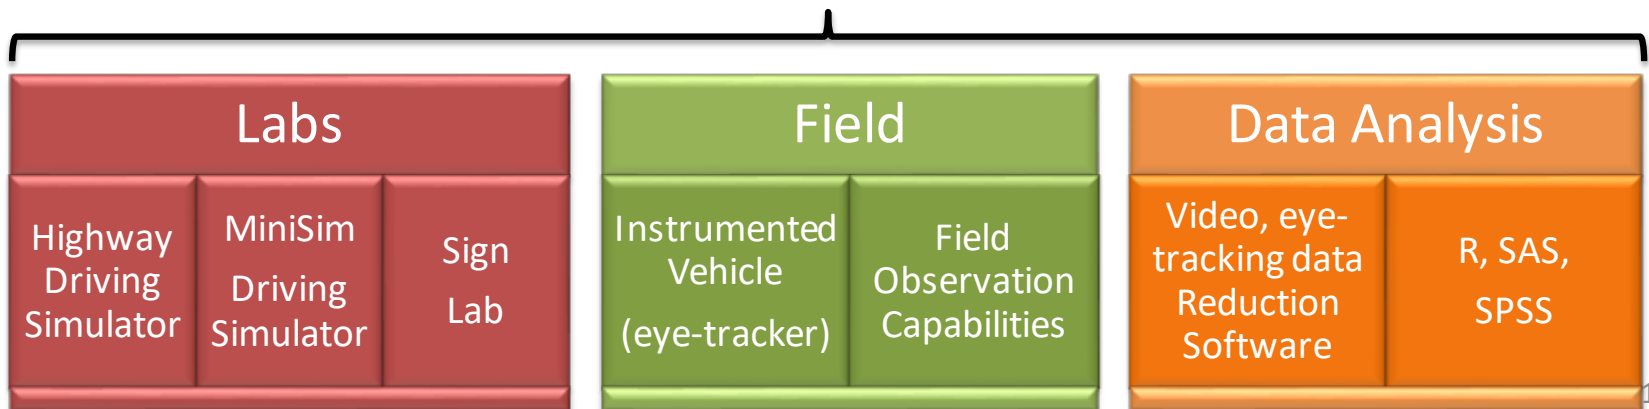 Labs
Highway
Driving
Simulator
MiniSim
Driving
Simulator
Sign
Lab
Field
Instrumented
Vehicle
(eye-tracker)
Field
Observation
Capabilities
Data Analysis
Video, eye-
tracking data
Reduction
Software
R, SAS,
SPSS